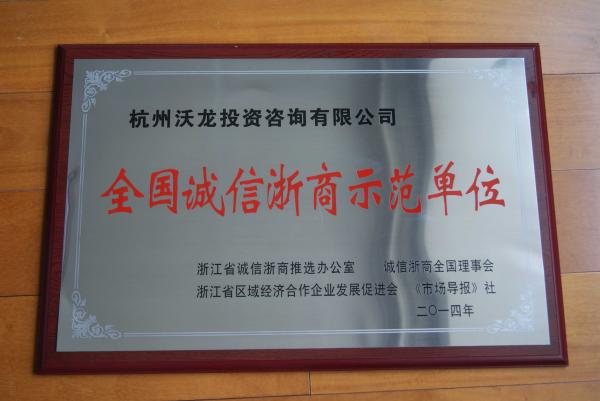 杭州沃龙投资咨询有限公司
全国诚信浙商示范单位
浙江省诚信浙商推选办公室 诚信浙商全国理事会
浙江省区域经济合作企业发展促进会 《市场导报》社
二〇一四年